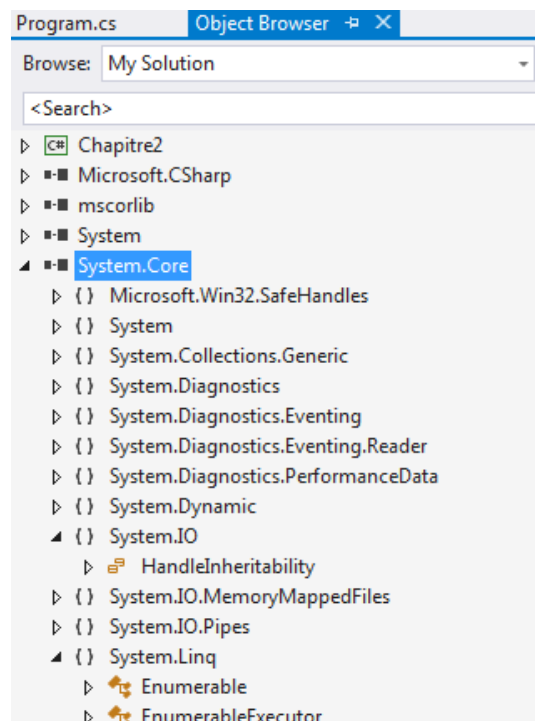 Program.cs Object Browser
Browse: My Solution
<Search>
C# Chapitre2
Microsoft.CSharp
mscorlib
System
System.Core
{} Microsoft.Win32.SafeHandles
{} System
{} System.Collections.Generic
{} System.Diagnostics
{} System.Diagnostics.Eventing
{} System.Diagnostics.Eventing.Reader
{} System.Diagnostics.PerformanceData
{} System.Dynamic
{} System.IO
HandleInheritability
{} System.IO.MemoryMappedFiles
{} System.IO.Pipes
{} System.Linq
Enumerable
EnumerableExecutor